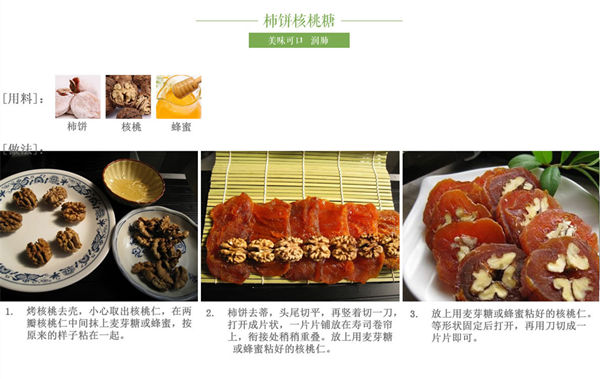 柿饼核桃糖
美味可口 润肺
[用料]:
柿饼 核桃 蜂蜜
[做法]:
1. 烤核桃去壳，小心取出核桃仁，在两
瓣核桃仁中间抹上麦芽糖或蜂蜜，按
原来的样子粘在一起。
2. 柿饼去蒂，头尾切平，再竖着切一刀，
打开成片状，一片片铺放在寿司卷帘
上，衔接处稍稍重叠。放上用麦芽糖
或蜂蜜粘好的核桃仁。
3. 放上用麦芽糖或蜂蜜粘好的核桃仁。
等形状固定后打开，再用刀切成一
片片即可。